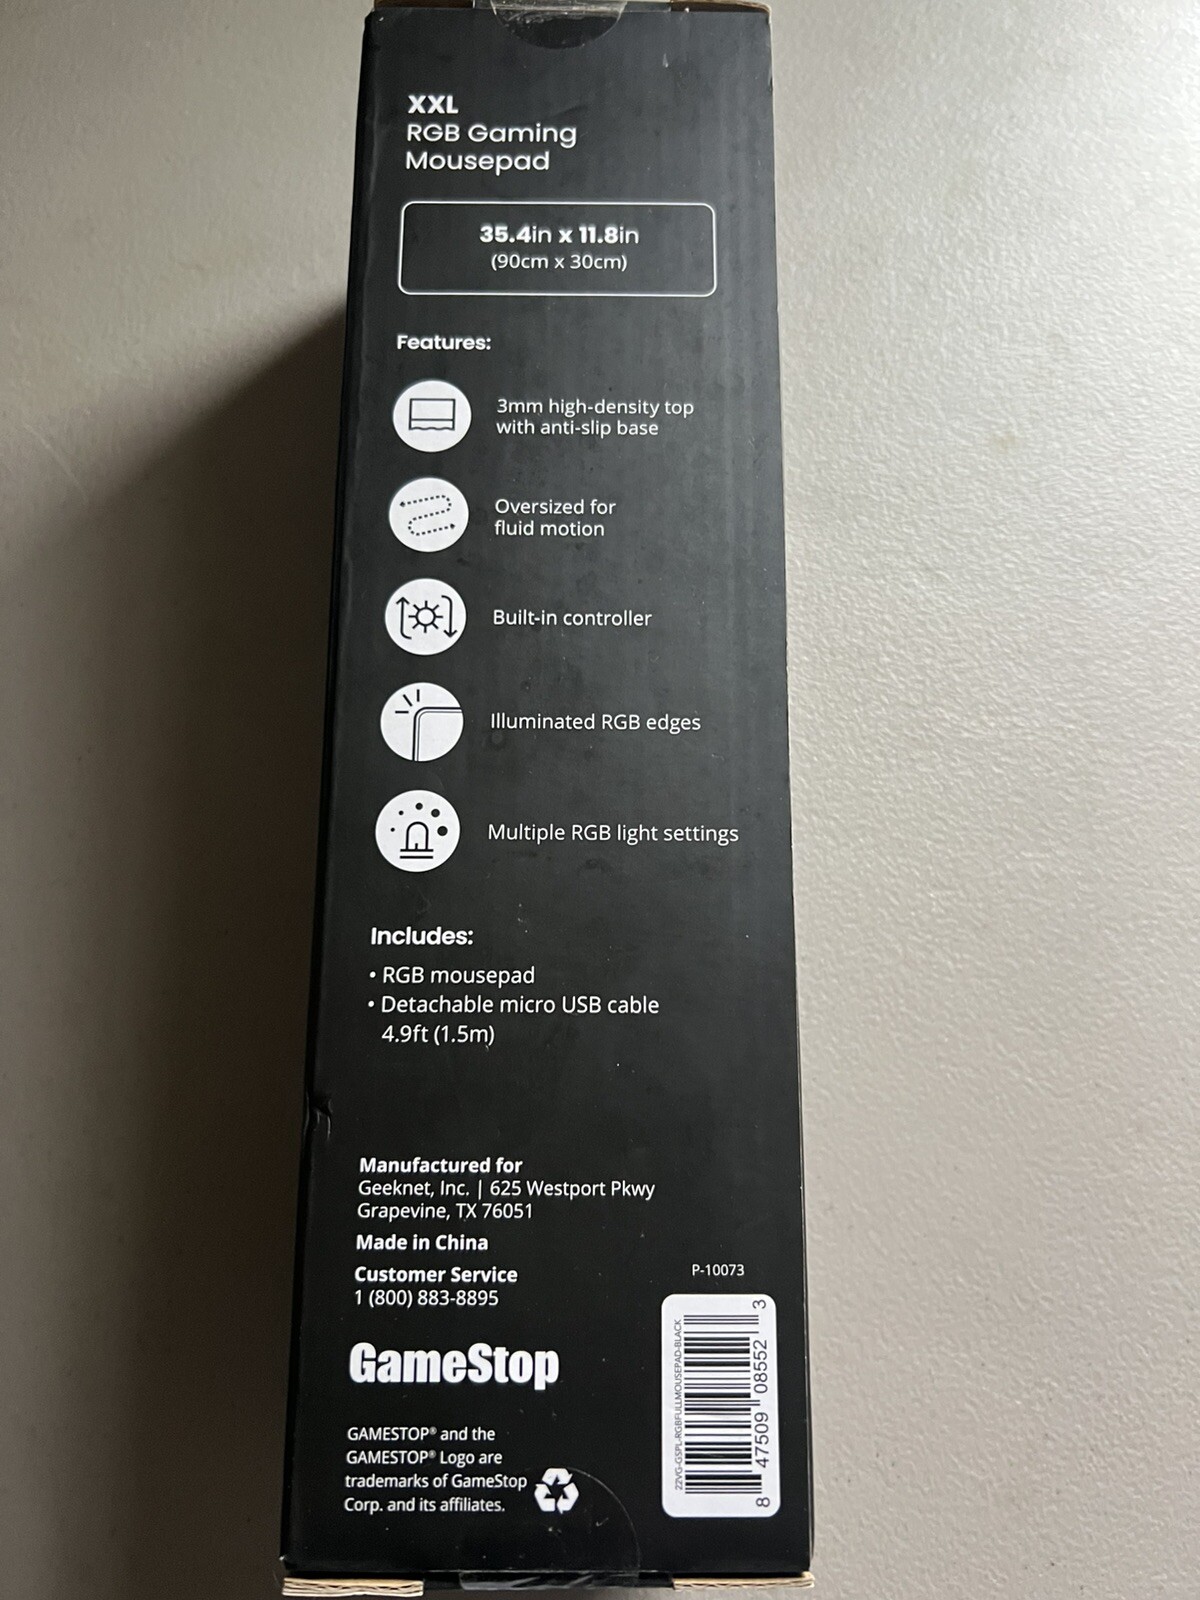 XXL
RGB Gaming
Mousepad
35.4in x 11.8in
(90cm x 30cm)
Features:
3mm high-density top
with anti-slip base
Oversized for
fluid motion
Built-in controller
Illuminated RGB edges
Multiple RGB light settings
Includes:
• RGB mousepad
• Detachable micro USB cable
4.9ft (1.5m)
Manufactured for
Geeknet, Inc. | 625 Westport Pkwy
Grapevine, TX 76051
Made in China
Customer Service
1 (800) 883-8895
P-10073
22VG-GSPL-RGBFULLMOUSEPAD-BLACK
8 47509 08552 3
GameStop
GAMESTOP® and the
GAMESTOP® Logo are
trademarks of GameStop
Corp. and its affiliates.